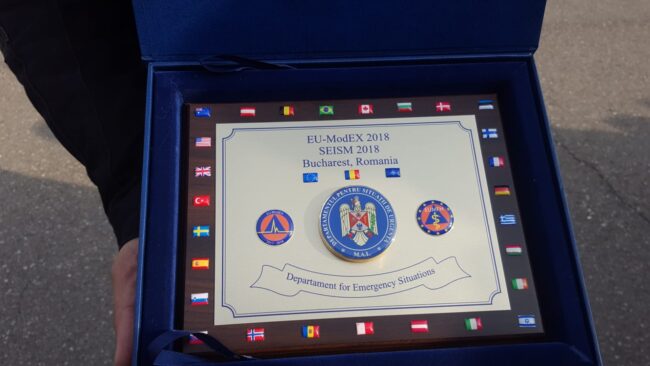 EU-ModEX 2018
SEISM 2018
Bucharest, Romania
DEPARTAMENTUL PENTRU SITUAȚII DE URGENȚĂ
M.A.I.
Departament for Emergency Situations